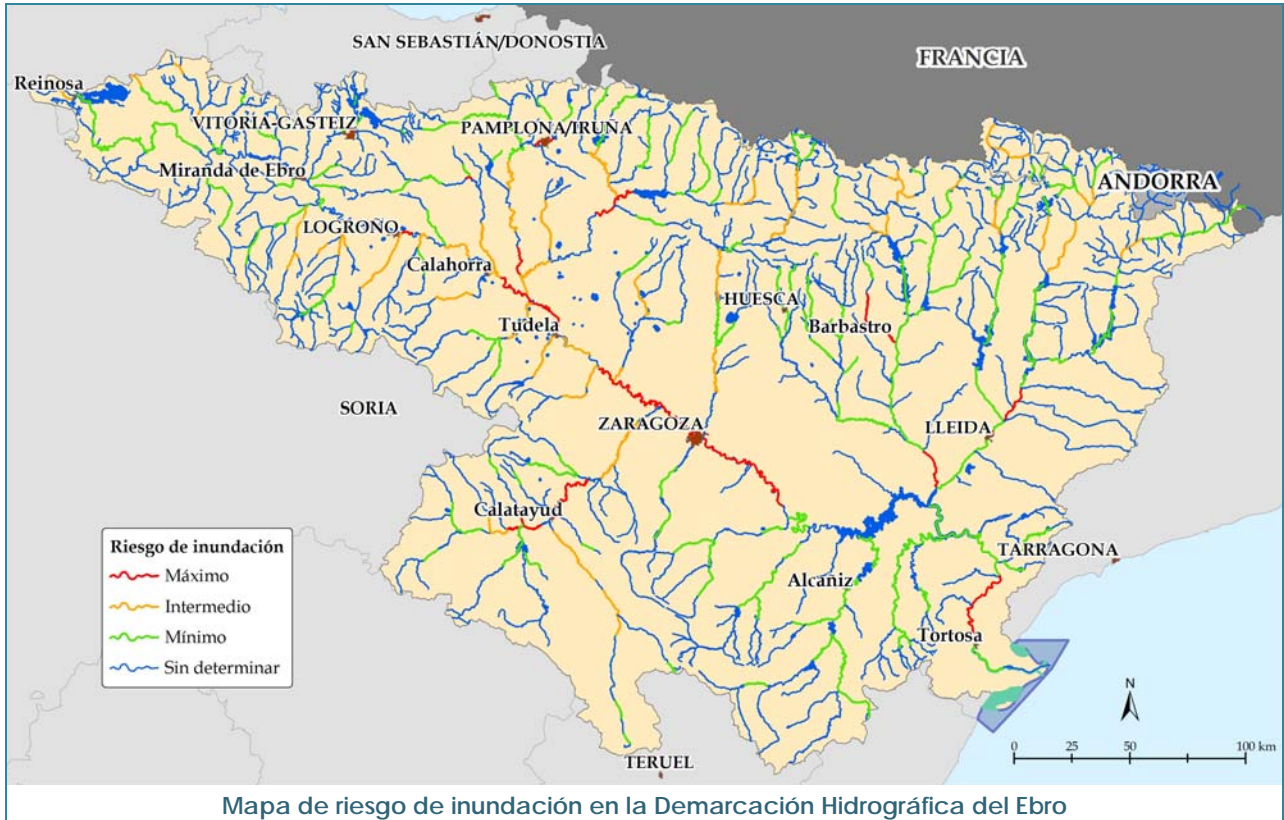 SAN SEBASTIÁN/DONOSTIA
FRANCIA
Reinosa
VITORIA-GASTEIZ
PAMPLONA/IRUÑA
Miranda de Ebro
ANDORRA
LOGROÑO
Calahorra
HUESCA
Tudela
Barbastro
SORIA
ZARAGOZA
LLEIDA
Calatayud
TARRAGONA
Alcañiz
Tortosa
TERUEL
Riesgo de inundación
Máximo
Intermedio
Mínimo
Sin determinar
N
0 25 50 100 km
Mapa de riesgo de inundación en la Demarcación Hidrográfica del Ebro